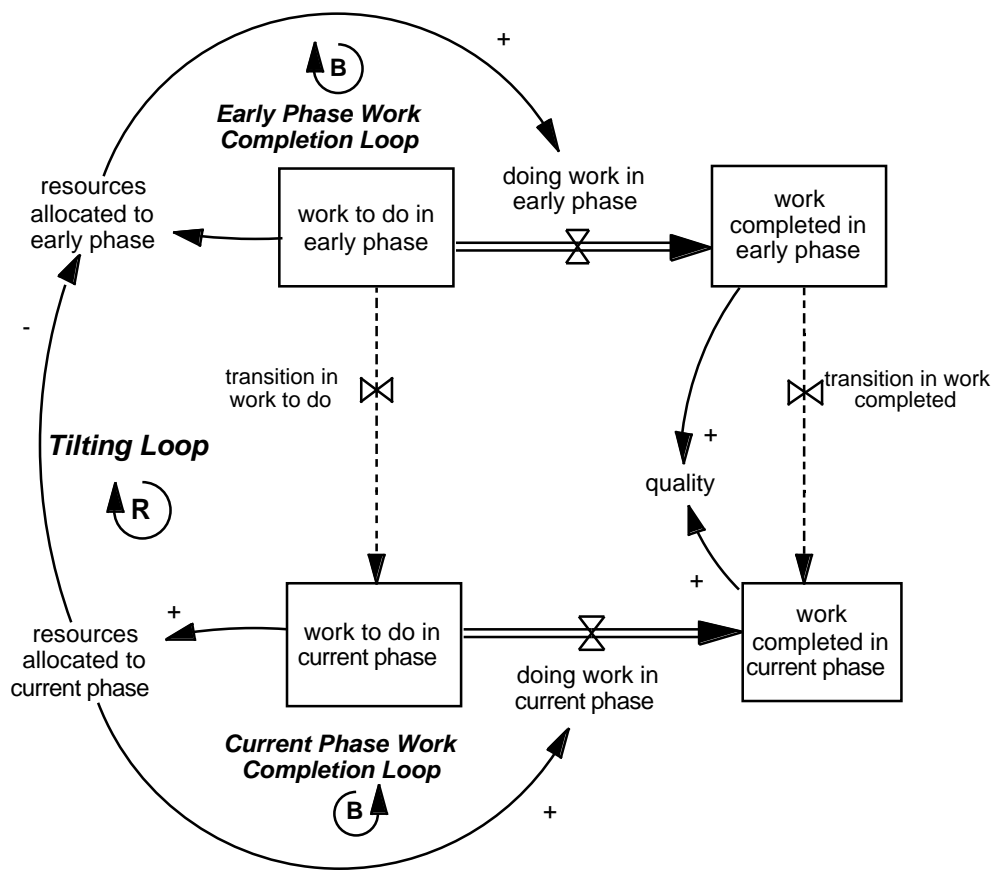 +
B
Early Phase Work
Completion Loop
resources
allocated to
early phase
work to do in
early phase
doing work in
early phase
work
completed in
early phase
-
transition in
work to do
transition in work
completed
+
Tilting Loop
quality
R
+
+
resources
allocated to
current phase
work to do in
current phase
work
completed in
current phase
doing work in
current phase
Current Phase Work
Completion Loop
B
+